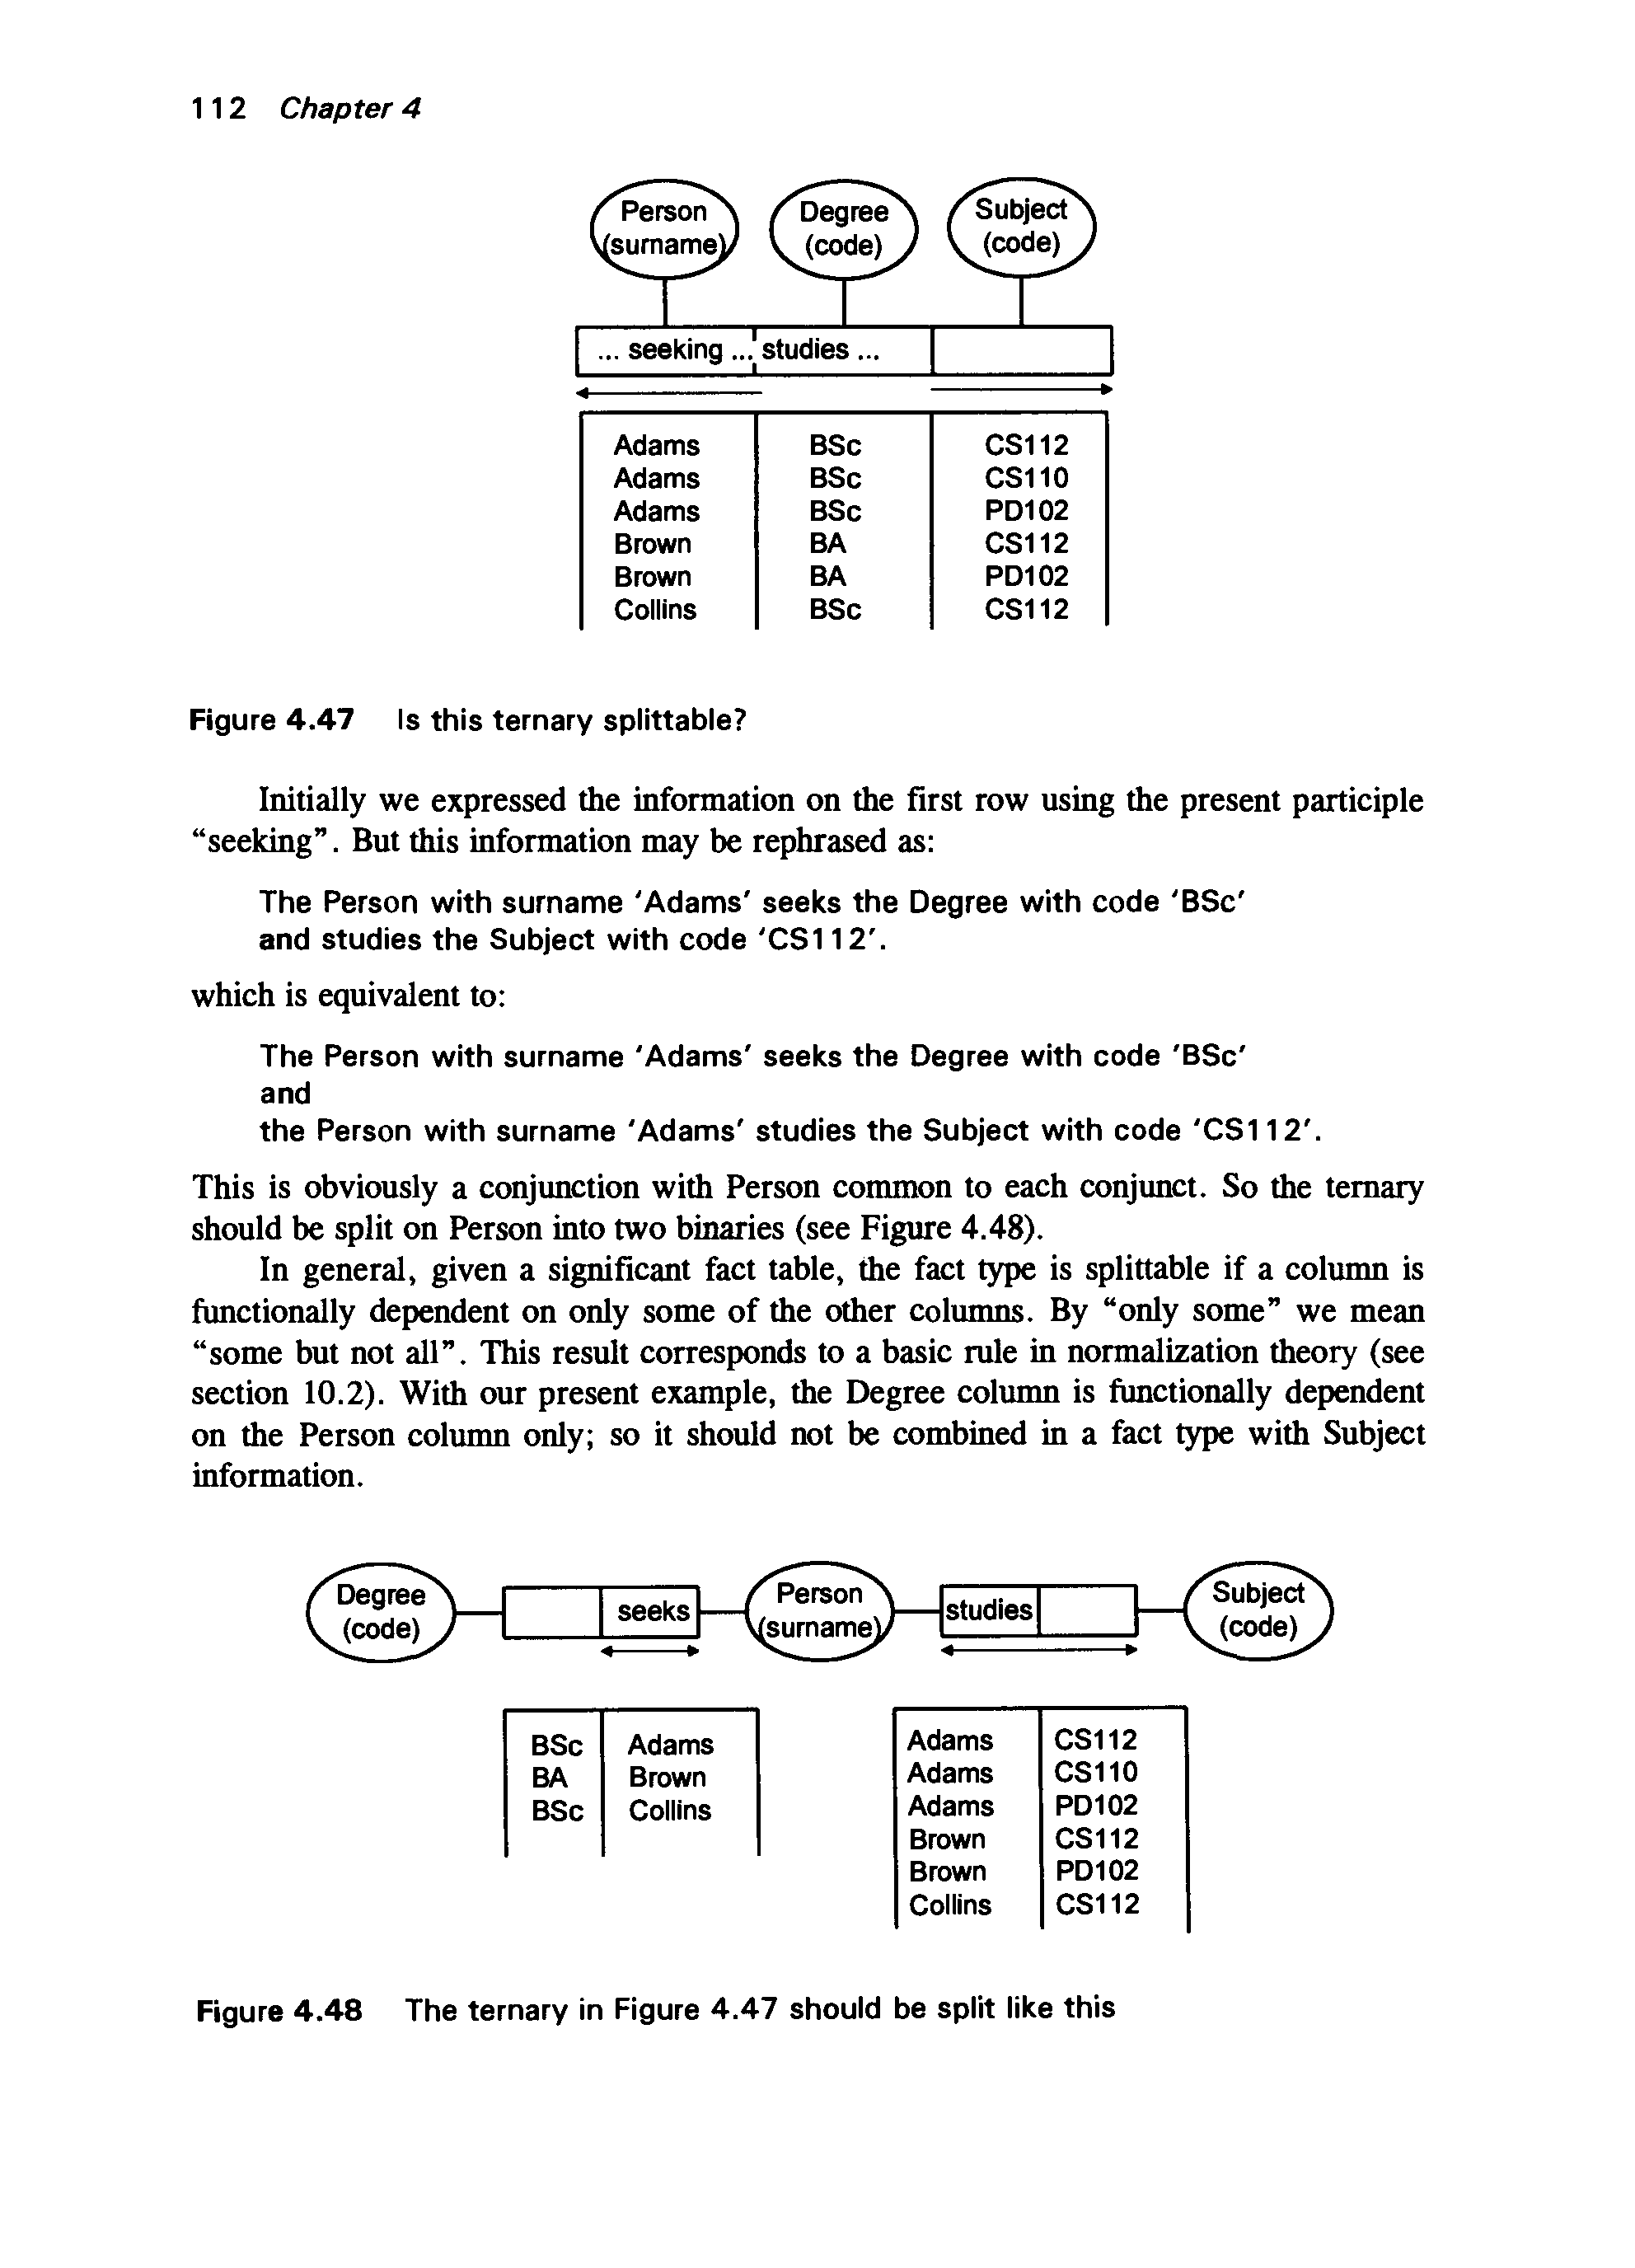 112 Chapter 4
Person Degree Subject
(surname) (code) (code)
... seeking ... studies ...
Adams BSc CS112
Adams BSc CS110
Adams BSc PD102
Brown BA CS112
Brown BA PD102
Collins BSc CS112
Figure 4.47 Is this ternary splittable?
Initially we expressed the information on the first row using the present participle
“seeking”. But this information may be rephrased as:
The Person with surname 'Adams' seeks the Degree with code 'BSc'
and studies the Subject with code 'CS112'.
which is equivalent to:
The Person with surname 'Adams' seeks the Degree with code 'BSc'
and
the Person with surname 'Adams' studies the Subject with code 'CS112'.
This is obviously a conjunction with Person common to each conjunct. So the ternary
should be split on Person into two binaries (see Figure 4.48).
In general, given a significant fact table, the fact type is splittable if a column is
functionally dependent on only some of the other columns. By “only some” we mean
“some but not all”. This result corresponds to a basic rule in normalization theory (see
section 10.2). With our present example, the Degree column is functionally dependent
on the Person column only; so it should not be combined in a fact type with Subject
information.
Degree Person Subject
(code) seeks (surname) studies (code)
BSc Adams
BA Brown
BSc Collins
Adams CS112
Adams CS110
Adams PD102
Brown CS112
Brown PD102
Collins CS112
Figure 4.48 The ternary in Figure 4.47 should be split like this